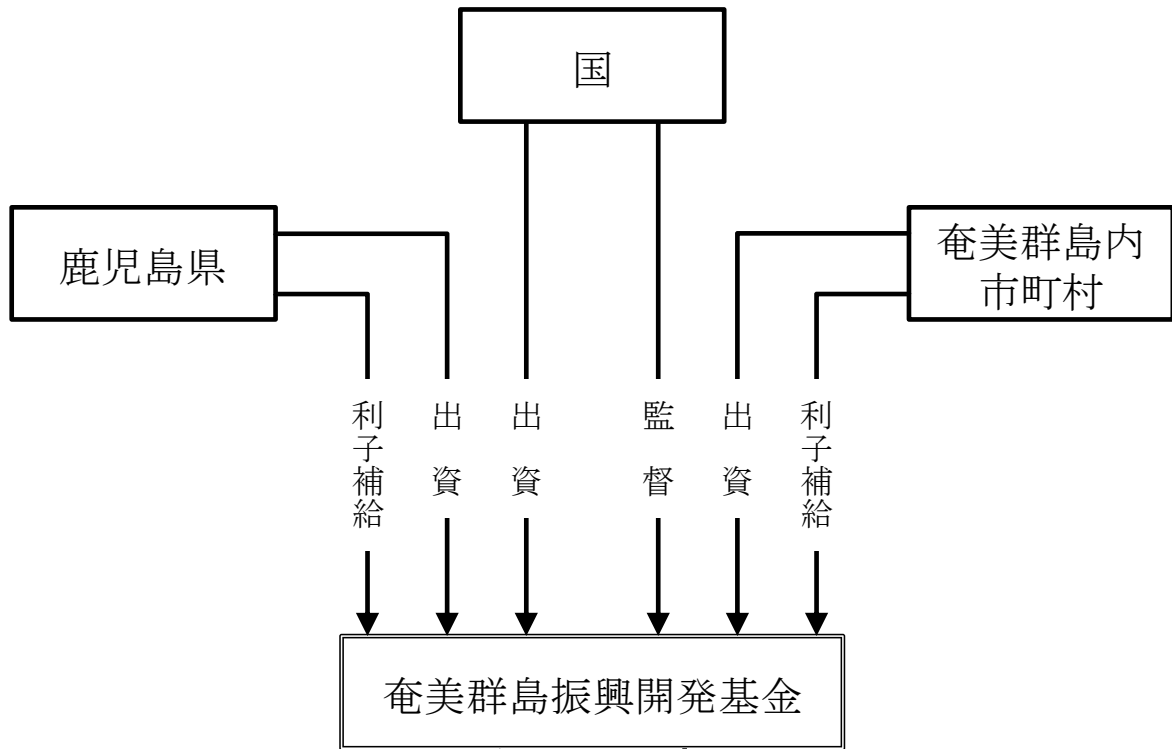 国
鹿児島県
奄美群島内
市町村
利子補給
出資
出資
監督
出資
利子補給
奄美群島振興開発基金